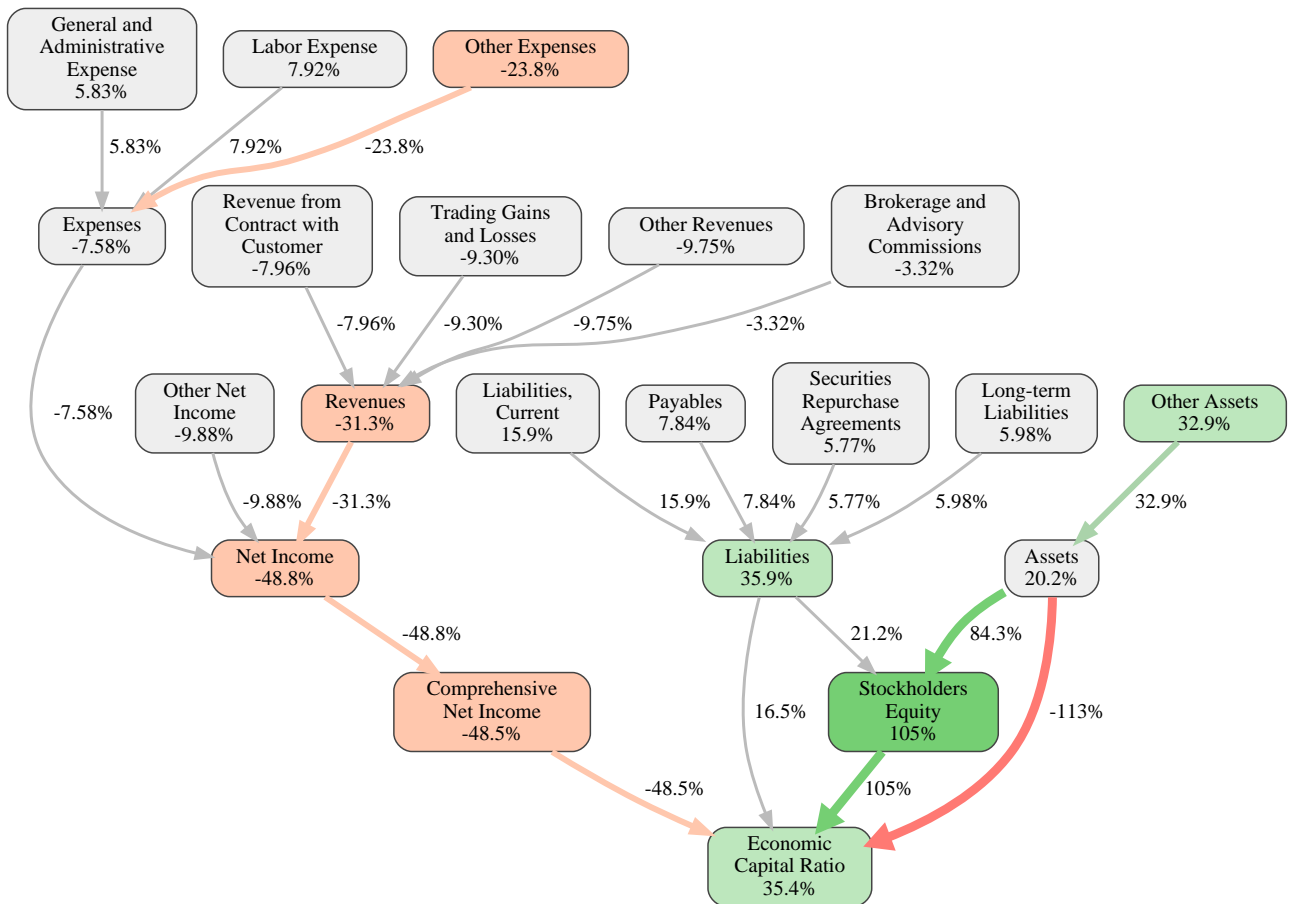 General and
Administrative
Expense
5.83%
Labor Expense
7.92%
Other Expenses
-23.8%
5.83%
7.92%
-23.8%
Expenses
-7.58%
Revenue from
Contract with
Customer
-7.96%
Trading Gains
and Losses
-9.30%
Other Revenues
-9.75%
Brokerage and
Advisory
Commissions
-3.32%
-7.96%
-9.30%
-9.75%
-3.32%
-7.58%
Other Net
Income
-9.88%
Revenues
-31.3%
Liabilities,
Current
15.9%
Payables
7.84%
Securities
Repurchase
Agreements
5.77%
Long-term
Liabilities
5.98%
Other Assets
32.9%
-9.88%
-31.3%
15.9%
7.84%
5.77%
5.98%
32.9%
Net Income
-48.8%
Liabilities
35.9%
Assets
20.2%
-48.8%
21.2%
84.3%
Comprehensive
Net Income
-48.5%
16.5%
Stockholders
Equity
105%
-113%
-48.5%
105%
Economic
Capital Ratio
35.4%